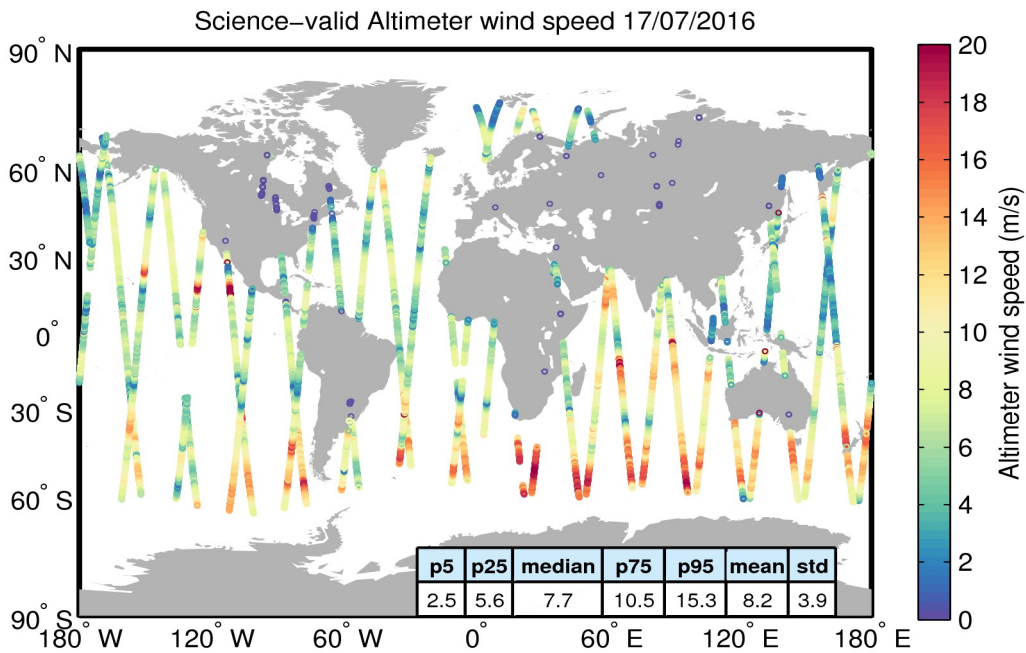 Science−valid Altimeter wind speed 17/07/2016
90° N
60° N
30° N
0°
30° S
60° S
90° S
180° W
120° W
60° W
0°
60° E
120° E
180° E
p5 p25 median p75 p95 mean std
2.5 5.6 7.7 10.5 15.3 8.2 3.9
20
18
16
14
12
10
8
6
4
2
0
Altimeter wind speed (m/s)